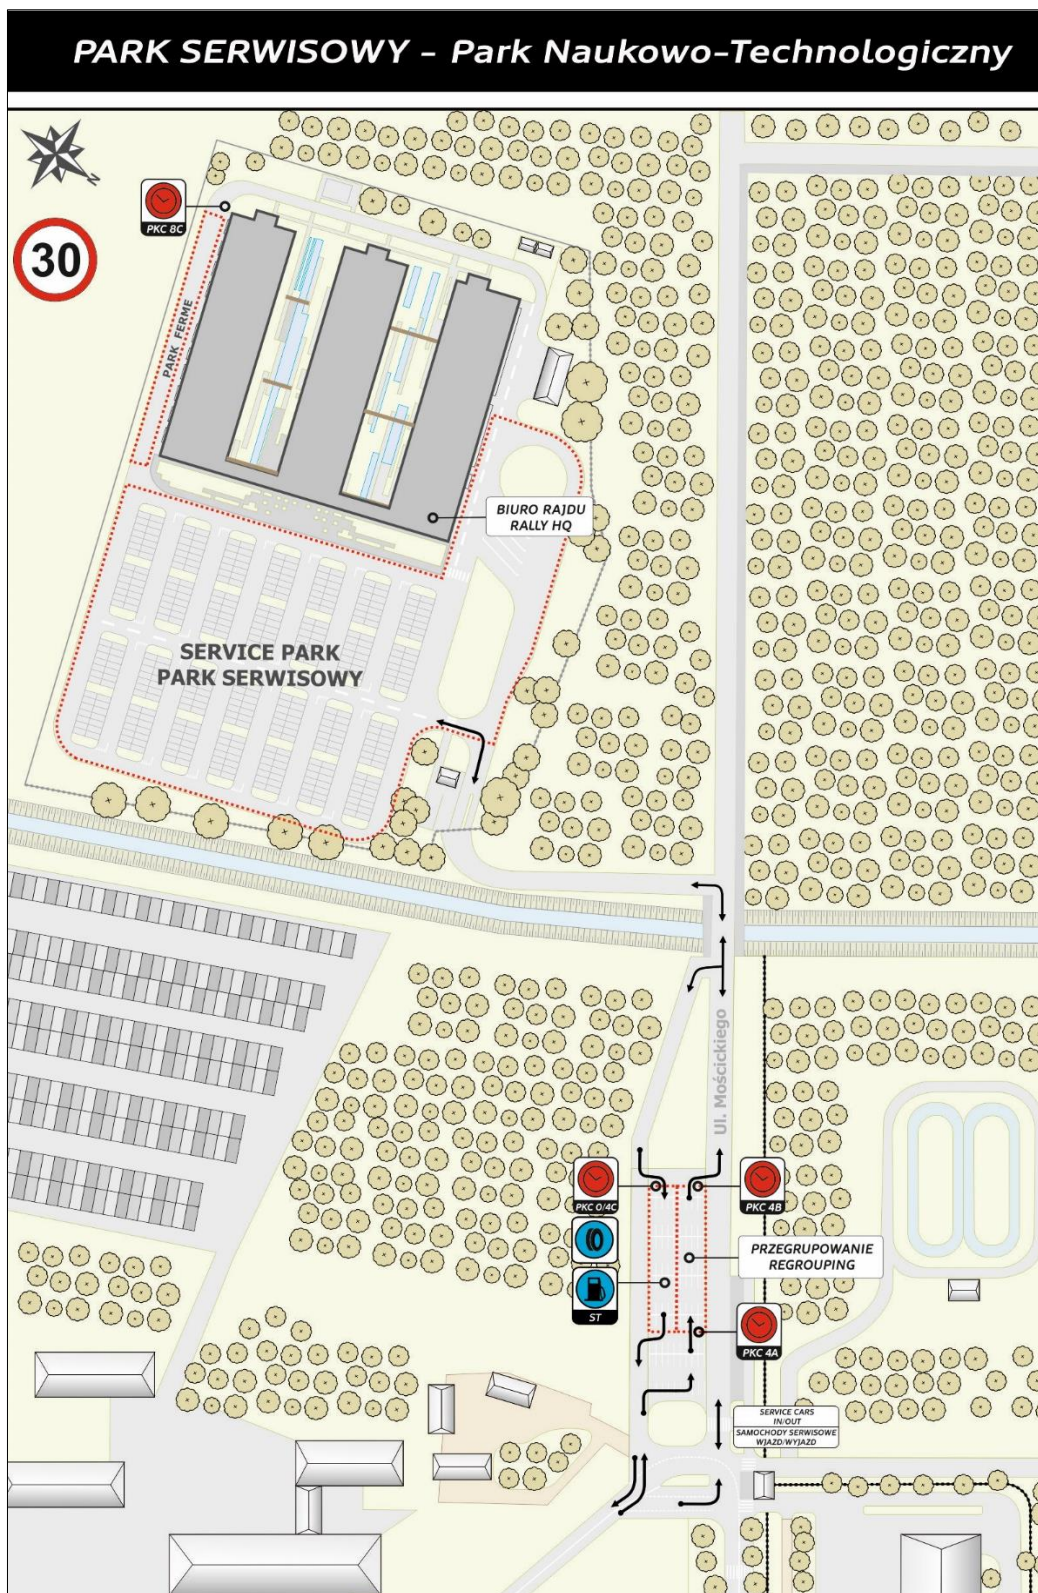 PARK SERWISOWY - Park Naukowo-Technologiczny
N
PKC 8C
30
PARK FERME
BIURO RAJDU
RALLY HQ
SERVICE PARK
PARK SERWISOWY
Ul. Mościckiego
PKC 0/4C
PKC 4B
PRZEGRUPOWANIE
REGROUPING
ST
PKC 4A
SERVICE CARS
IN/OUT
SAMOCHODY SERWISOWE
WJAZD/WYJAZD